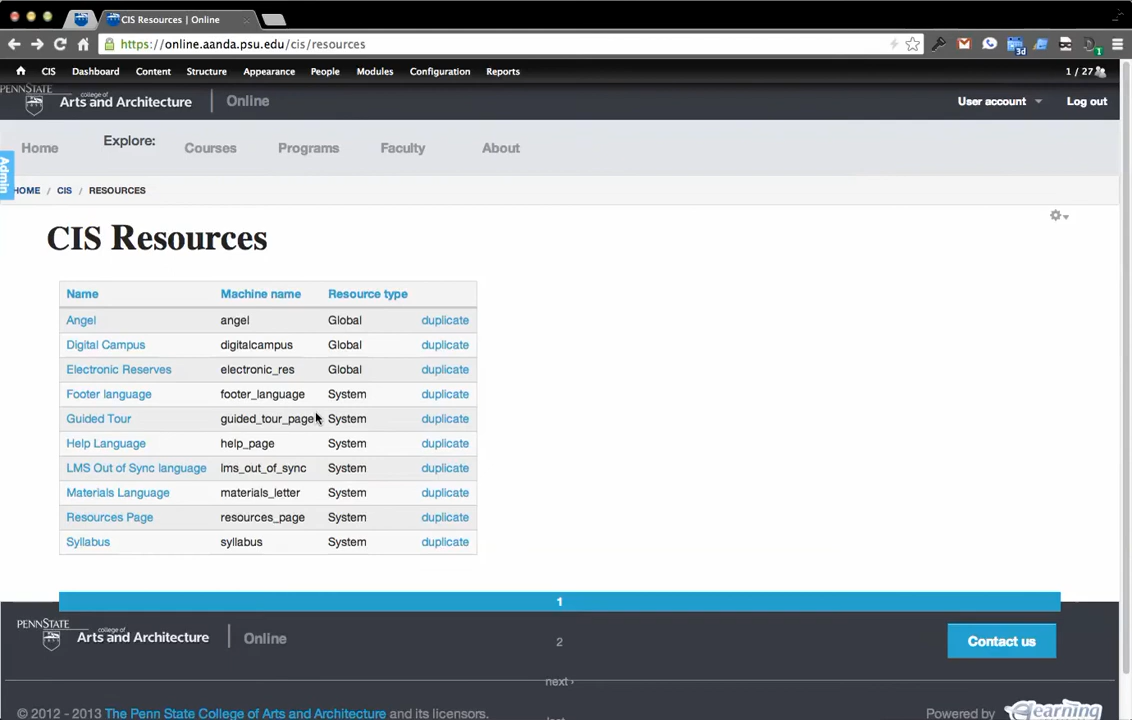 CIS Resources | Online
https://online.aanda.psu.edu/cis/resources
3d
1
CIS Dashboard Content Structure Appearance People Modules Configuration Reports 1 / 27
PENNSTATE
college of
Arts and Architecture Online User account Log out
Home Explore: Courses Programs Faculty About
Admin
HOME / CIS / RESOURCES
CIS Resources
Name Machine name Resource type
Angel angel Global duplicate
Digital Campus digitalcampus Global duplicate
Electronic Reserves electronic_res Global duplicate
Footer language footer_language System duplicate
Guided Tour guided_tour_page System duplicate
Help Language help_page System duplicate
LMS Out of Sync language lms_out_of_sync System duplicate
Materials Language materials_letter System duplicate
Resources Page resources_page System duplicate
Syllabus syllabus System duplicate
1
PENNSTATE
college of
Arts and Architecture Online Contact us
2
next ›
© 2012 - 2013 The Penn State College of Arts and Architecture and its licensors. Powered by elearning